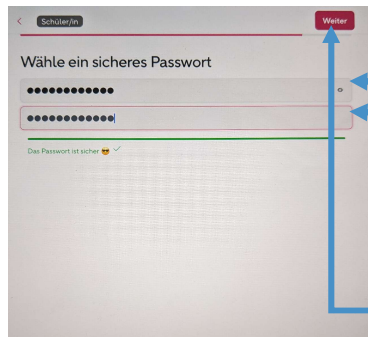 Schüler/in
Weiter
Wähle ein sicheres Passwort
●●●●●●●●●●●●
●●●●●●●●●●●●
Das Passwort ist sicher 😎 ✓